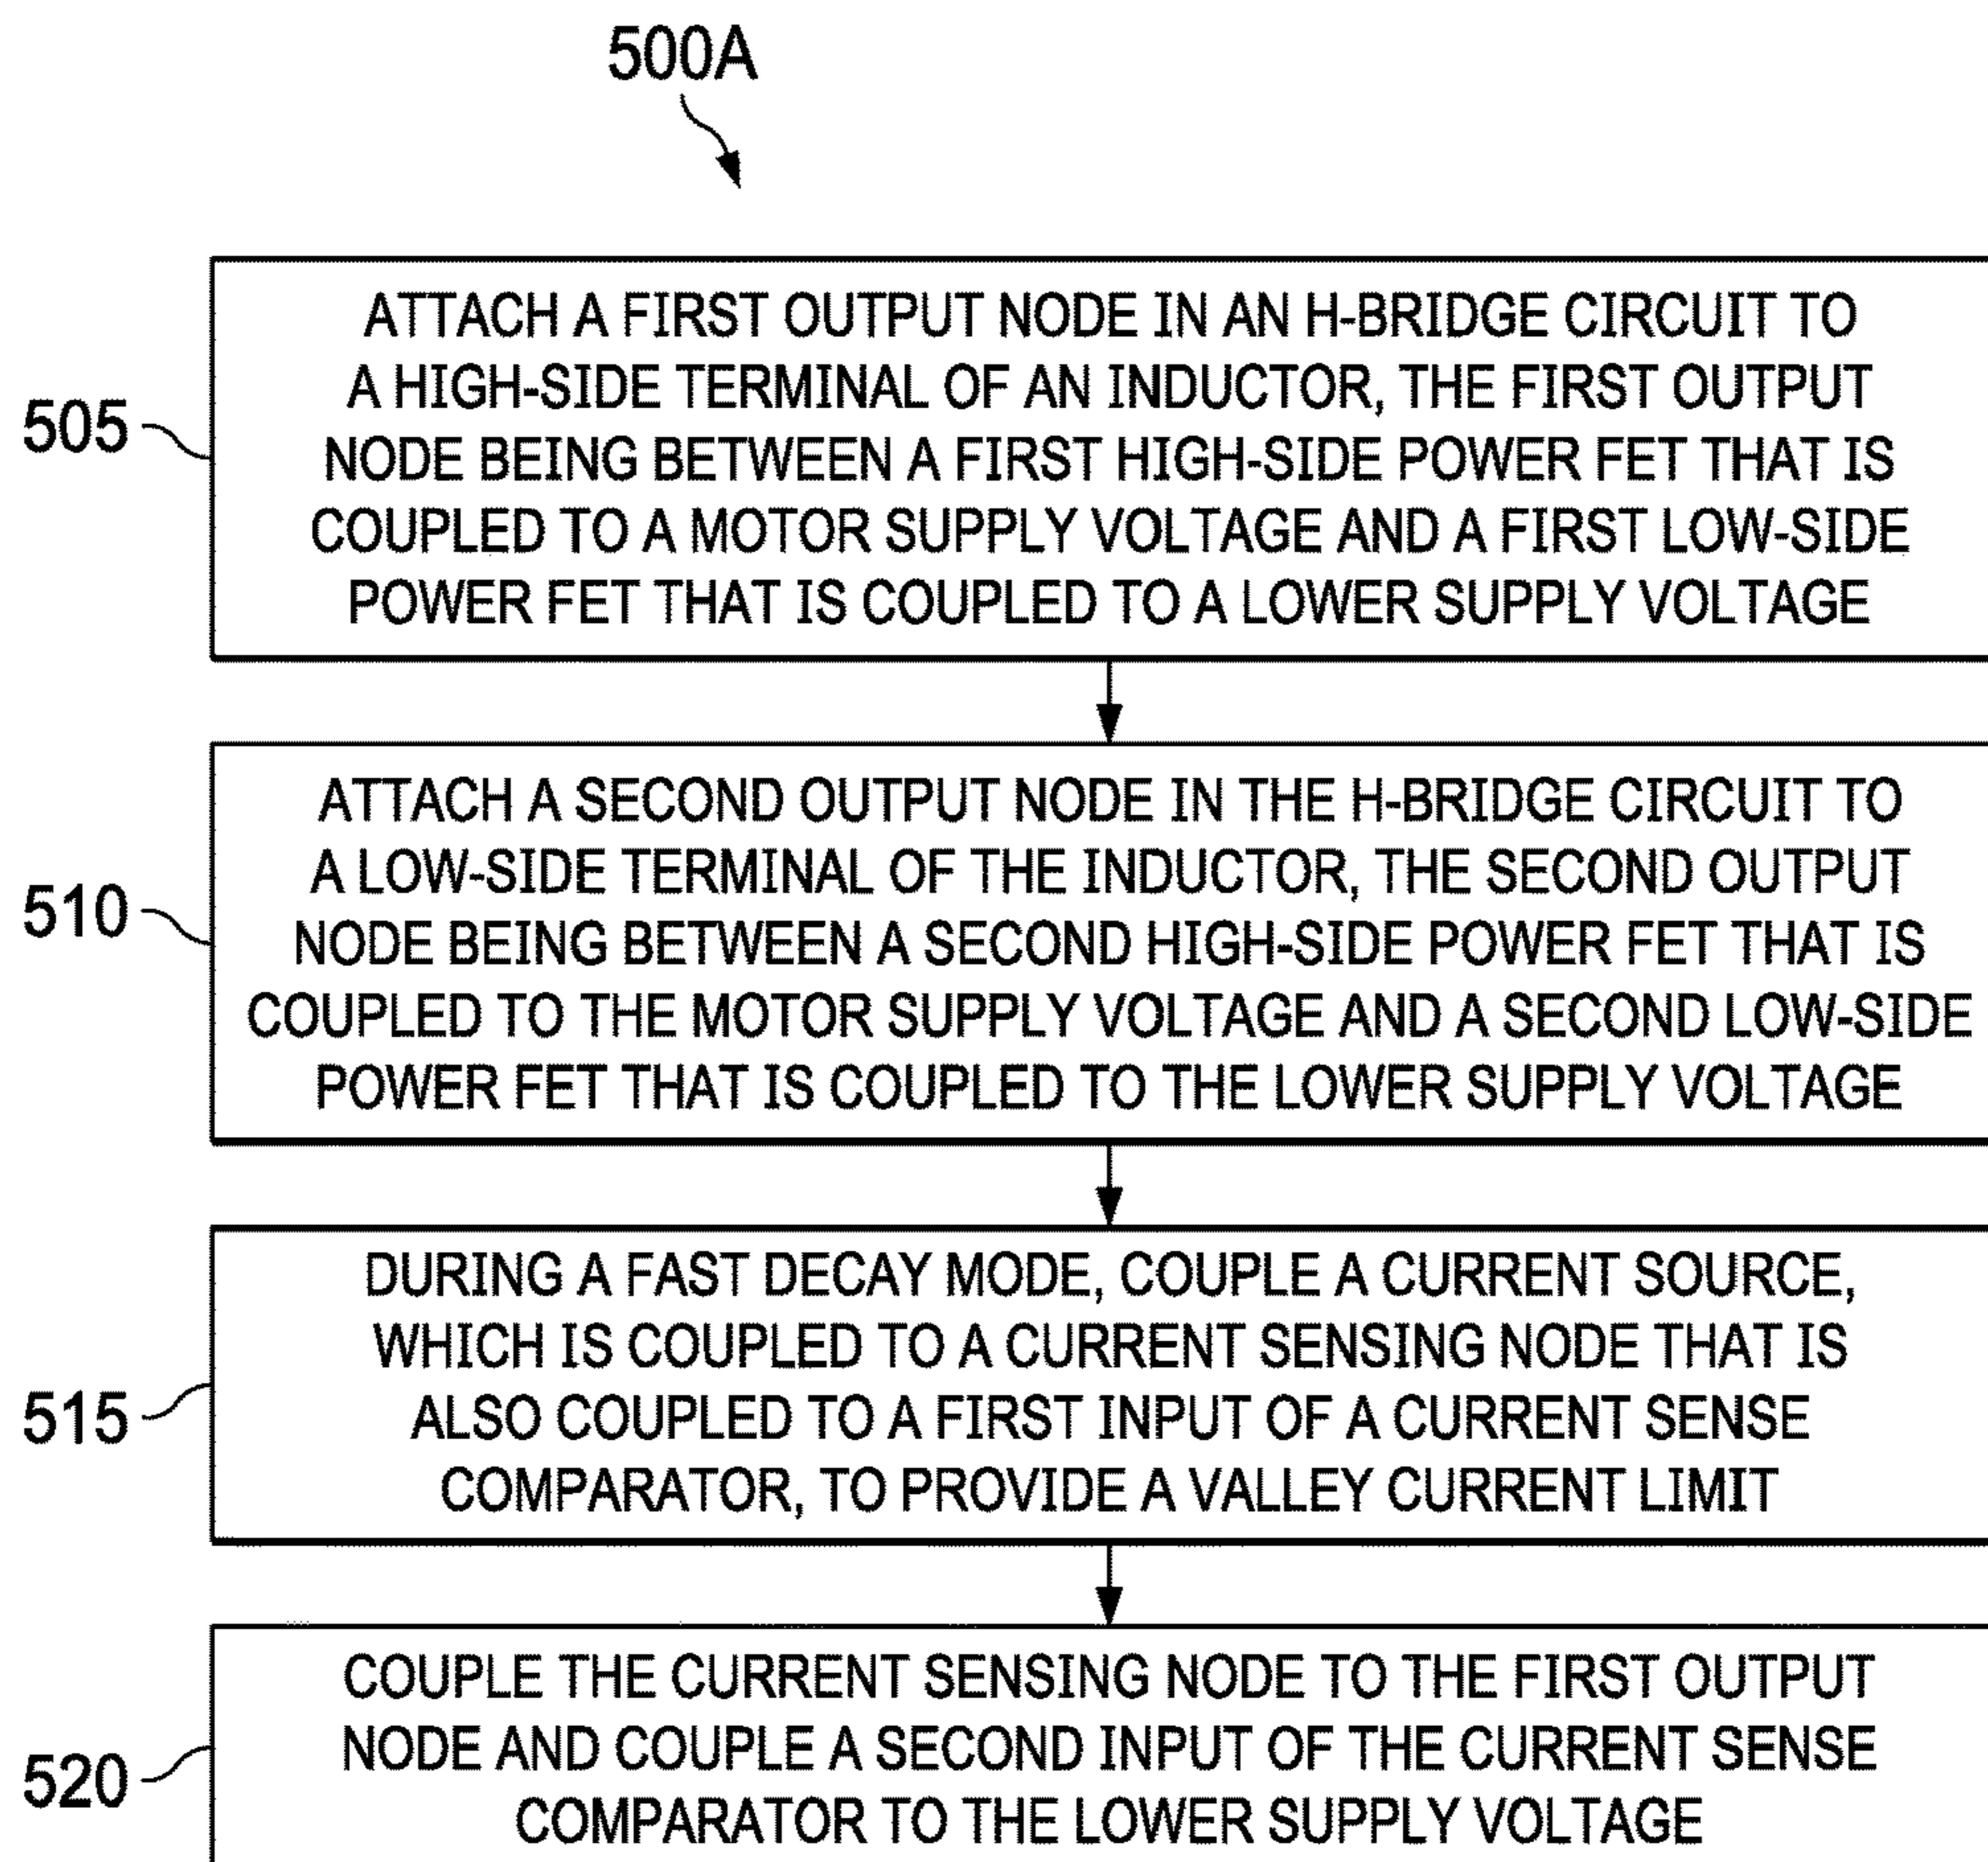 500A
505
ATTACH A FIRST OUTPUT NODE IN AN H-BRIDGE CIRCUIT TO
A HIGH-SIDE TERMINAL OF AN INDUCTOR, THE FIRST OUTPUT
NODE BEING BETWEEN A FIRST HIGH-SIDE POWER FET THAT IS
COUPLED TO A MOTOR SUPPLY VOLTAGE AND A FIRST LOW-SIDE
POWER FET THAT IS COUPLED TO A LOWER SUPPLY VOLTAGE
510
ATTACH A SECOND OUTPUT NODE IN THE H-BRIDGE CIRCUIT TO
A LOW-SIDE TERMINAL OF THE INDUCTOR, THE SECOND OUTPUT
NODE BEING BETWEEN A SECOND HIGH-SIDE POWER FET THAT IS
COUPLED TO THE MOTOR SUPPLY VOLTAGE AND A SECOND LOW-SIDE
POWER FET THAT IS COUPLED TO THE LOWER SUPPLY VOLTAGE
515
DURING A FAST DECAY MODE, COUPLE A CURRENT SOURCE,
WHICH IS COUPLED TO A CURRENT SENSING NODE THAT IS
ALSO COUPLED TO A FIRST INPUT OF A CURRENT SENSE
COMPARATOR, TO PROVIDE A VALLEY CURRENT LIMIT
520
COUPLE THE CURRENT SENSING NODE TO THE FIRST OUTPUT
NODE AND COUPLE A SECOND INPUT OF THE CURRENT SENSE
COMPARATOR TO THE LOWER SUPPLY VOLTAGE